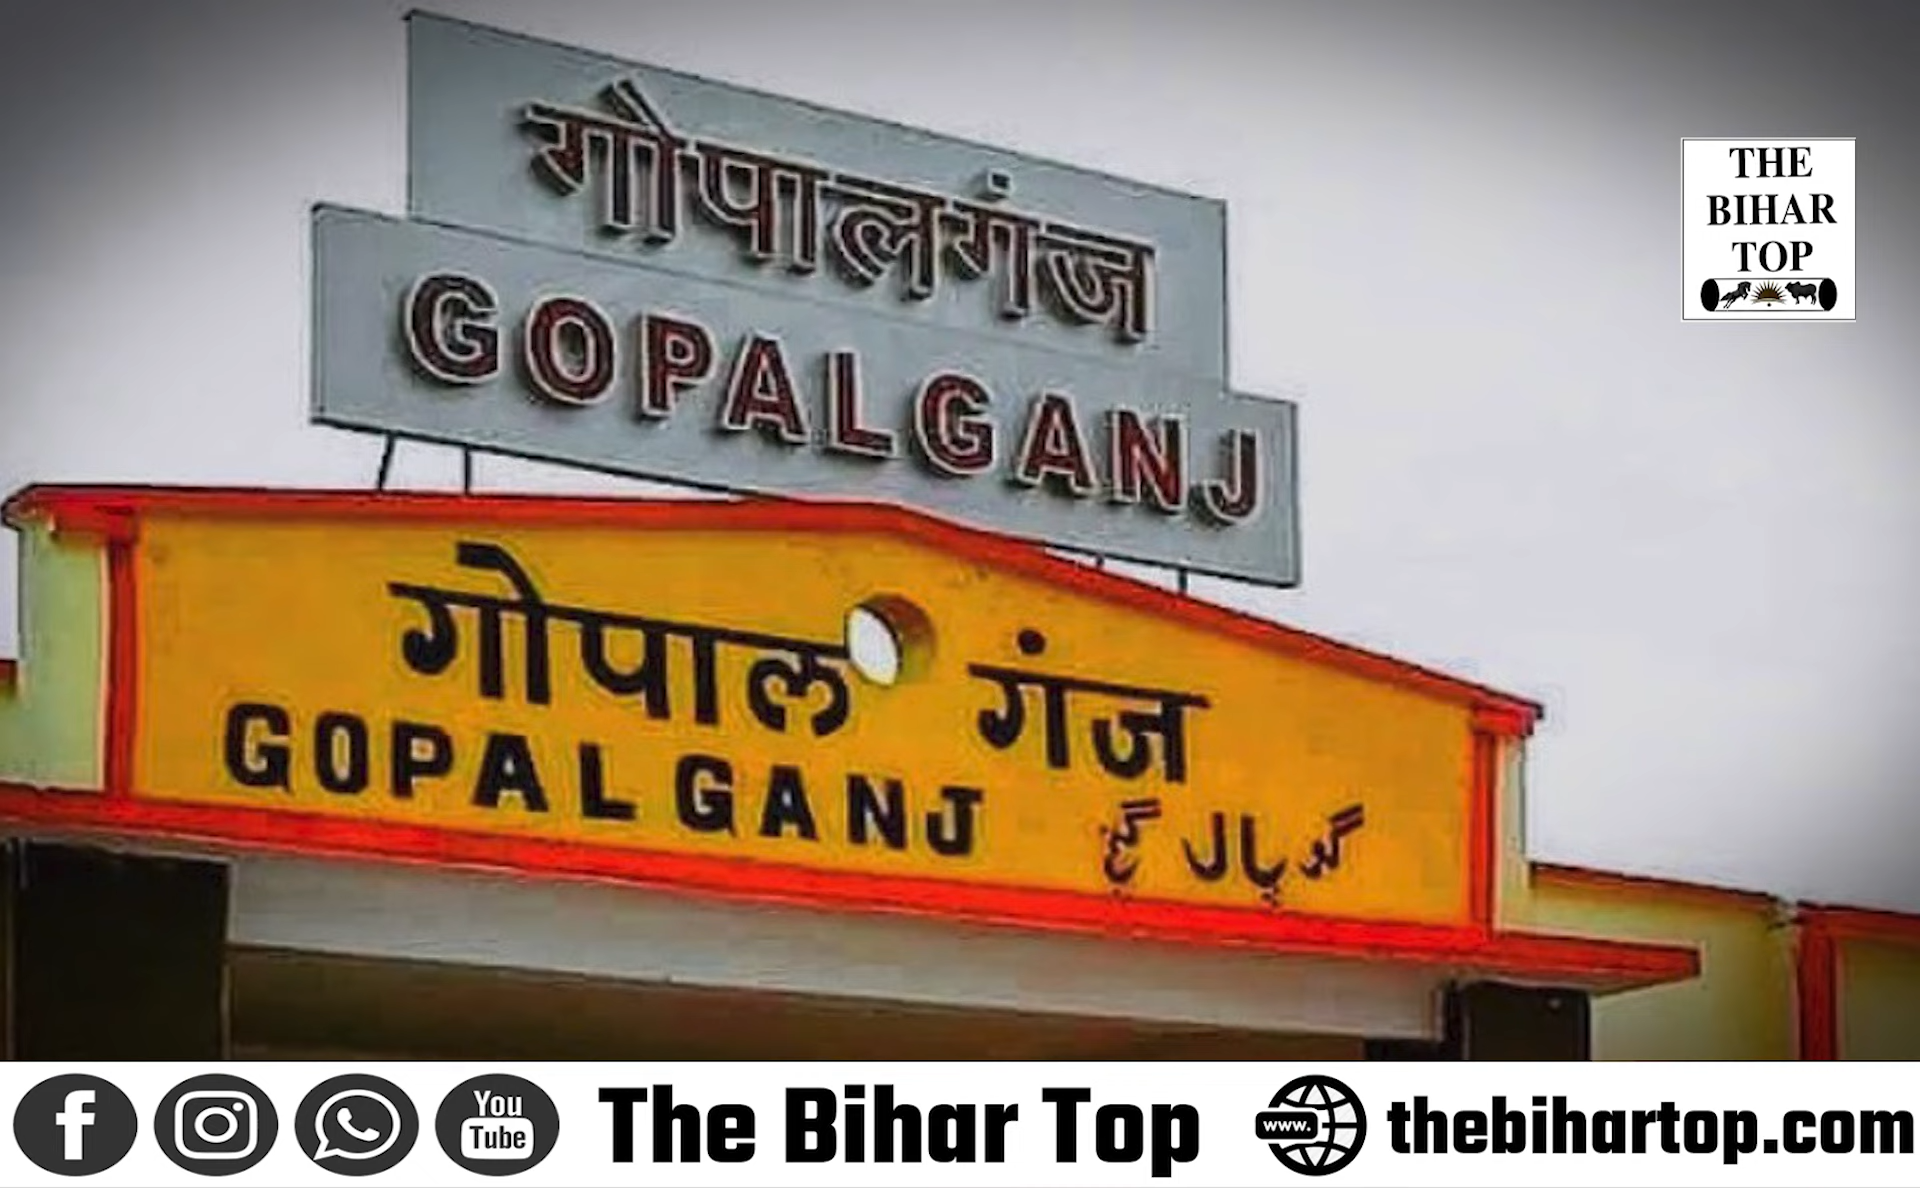 गोपालगंज
GOPALGANJ
गोपाल गंज
GOPALGANJ
گوپال گنج
THE
BIHAR
TOP
You
Tube
The Bihar Top
www.
thebihartop.com